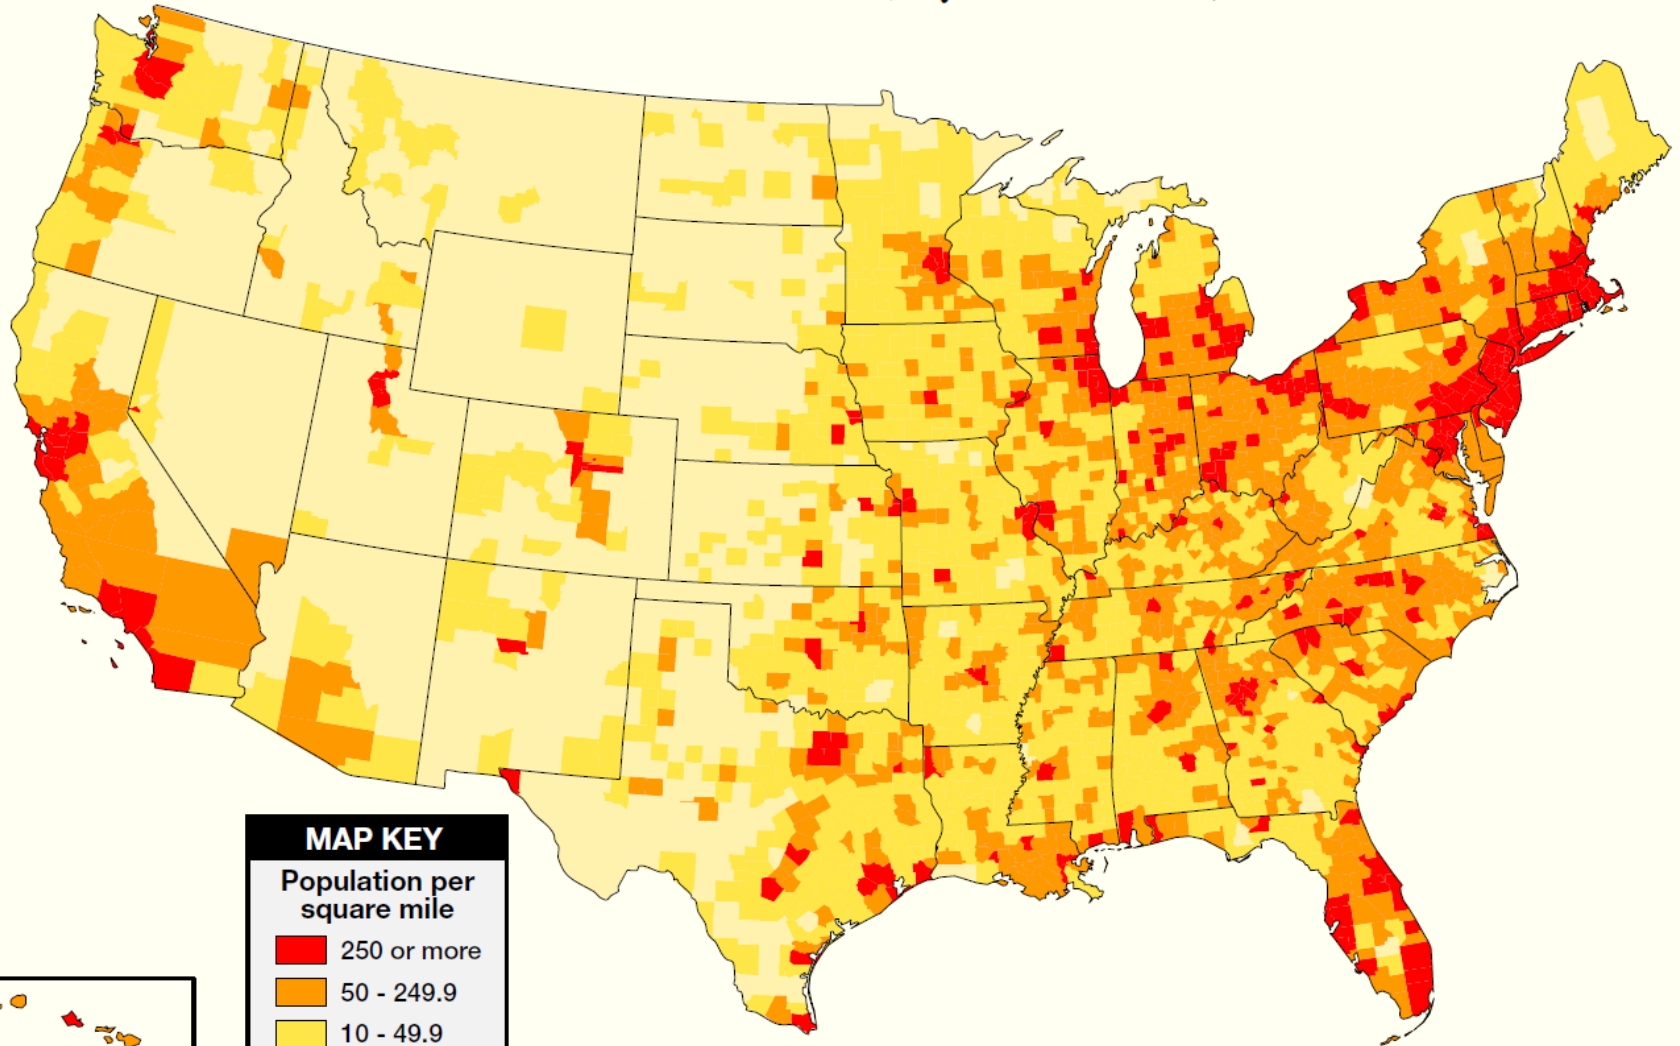 MAP KEY
Population per
square mile
250 or more
50 - 249.9
10 - 49.9